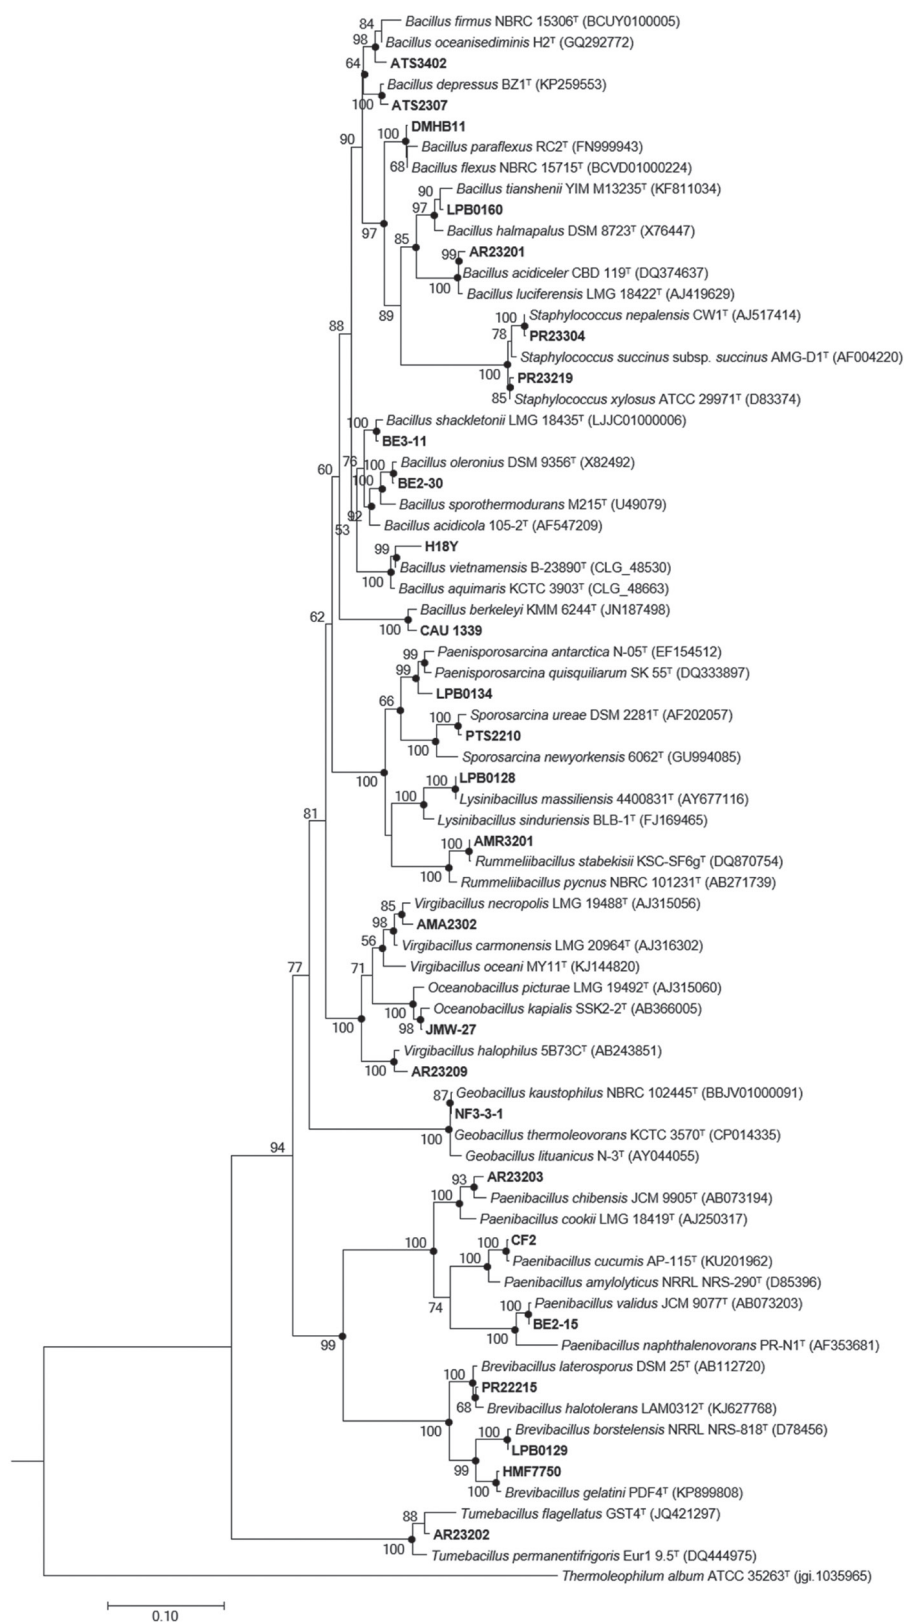 84
Bacillus firmus NBRC 15306ᵀ (BCUY0100005)
98
Bacillus oceanisediminis H2ᵀ (GQ292772)
64
ATS3402
Bacillus depressus BZ1ᵀ (KP259553)
100
ATS2307
DMHB11
100
90
Bacillus paraflexus RC2ᵀ (FN999943)
68
Bacillus flexus NBRC 15715ᵀ (BCVD01000224)
90
Bacillus tianshenii YIM M13235ᵀ (KF811034)
97
LPB0160
97
Bacillus halmapalus DSM 8723ᵀ (X76447)
85
99
AR23201
Bacillus acidiceler CBD 119ᵀ (DQ374637)
100
Bacillus luciferensis LMG 18422ᵀ (AJ419629)
89
100
Staphylococcus nepalensis CW1ᵀ (AJ517414)
88
78
PR23304
Staphylococcus succinus subsp. succinus AMG-D1ᵀ (AF004220)
100
PR23219
85
Staphylococcus xylosus ATCC 29971ᵀ (D83374)
100
Bacillus shackletonii LMG 18435ᵀ (LJJC01000006)
BE3-11
76
100
Bacillus oleronius DSM 9356ᵀ (X82492)
60
100
BE2-30
Bacillus sporothermodurans M215ᵀ (U49079)
92
Bacillus acidicola 105-2ᵀ (AF547209)
53
99
H18Y
Bacillus vietnamensis B-23890ᵀ (CLG_48530)
100
Bacillus aquimaris KCTC 3903ᵀ (CLG_48663)
62
Bacillus berkeleyi KMM 6244ᵀ (JN187498)
100
CAU 1339
99
Paenisporosarcina antarctica N-05ᵀ (EF154512)
99
Paenisporosarcina quisquiliarum SK 55ᵀ (DQ333897)
LPB0134
66
100
Sporosarcina ureae DSM 2281ᵀ (AF202057)
PTS2210
100
Sporosarcina newyorkensis 6062ᵀ (GU994085)
100
100
LPB0128
100
Lysinibacillus massiliensis 4400831ᵀ (AY677116)
81
Lysinibacillus sinduriensis BLB-1ᵀ (FJ169465)
100
AMR3201
Rummeliibacillus stabekisii KSC-SF6gᵀ (DQ870754)
100
Rummeliibacillus pycnus NBRC 101231ᵀ (AB271739)
85
Virgibacillus necropolis LMG 19488ᵀ (AJ315056)
98
AMA2302
56
Virgibacillus carmonensis LMG 20964ᵀ (AJ316302)
77
71
Virgibacillus oceani MY11ᵀ (KJ144820)
Oceanobacillus picturae LMG 19492ᵀ (AJ315060)
100
Oceanobacillus kapialis SSK2-2ᵀ (AB366005)
100
98
JMW-27
Virgibacillus halophilus 5B73Cᵀ (AB243851)
100
AR23209
87
Geobacillus kaustophilus NBRC 102445ᵀ (BBJV01000091)
NF3-3-1
100
Geobacillus thermoleovorans KCTC 3570ᵀ (CP014335)
94
Geobacillus lituanicus N-3ᵀ (AY044055)
93
AR23203
100
Paenibacillus chibensis JCM 9905ᵀ (AB073194)
Paenibacillus cookii LMG 18419ᵀ (AJ250317)
100
100
CF2
100
Paenibacillus cucumis AP-115ᵀ (KU201962)
Paenibacillus amylolyticus NRRL NRS-290ᵀ (D85396)
74
100
Paenibacillus validus JCM 9077ᵀ (AB073203)
BE2-15
100
99
Paenibacillus naphthalenovorans PR-N1ᵀ (AF353681)
100
Brevibacillus laterosporus DSM 25ᵀ (AB112720)
PR22215
68
Brevibacillus halotolerans LAM0312ᵀ (KJ627768)
100
100
Brevibacillus borstelensis NRRL NRS-818ᵀ (D78456)
LPB0129
99
HMF7750
100
Brevibacillus gelatini PDF4ᵀ (KP899808)
88
Tumebacillus flagellatus GST4ᵀ (JQ421297)
AR23202
100
Tumebacillus permanentifrigoris Eur1 9.5ᵀ (DQ444975)
Thermoleophilum album ATCC 35263ᵀ (jgi.1035965)
0.10